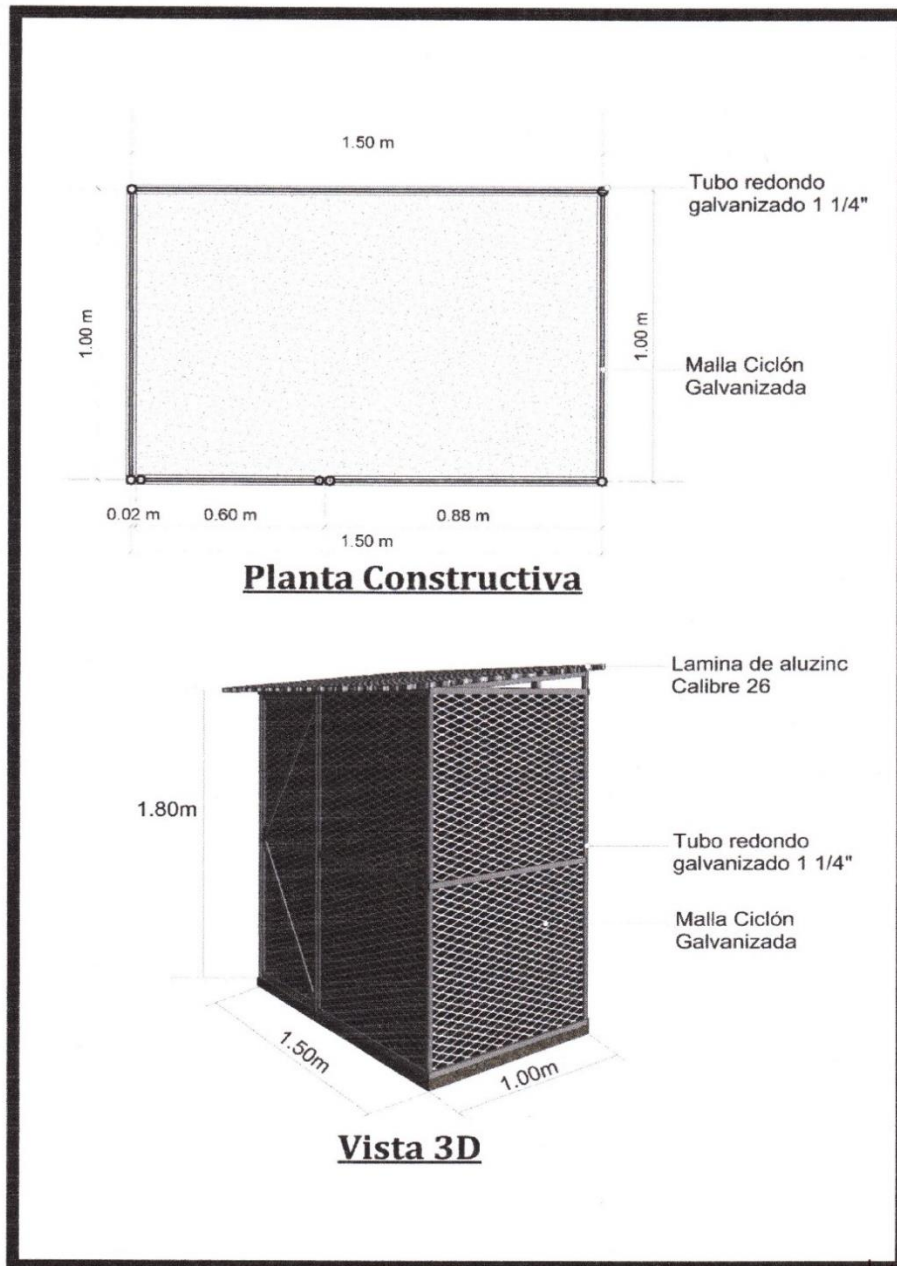 1.50 m
Tubo redondo
galvanizado 1 1/4"
1.00 m
1.00 m
Malla Ciclón
Galvanizada
0.02 m
0.60 m
0.88 m
1.50 m
Planta Constructiva
Lamina de aluzinc
Calibre 26
1.80m
Tubo redondo
galvanizado 1 1/4"
Malla Ciclón
Galvanizada
1.50m
1.00m
Vista 3D